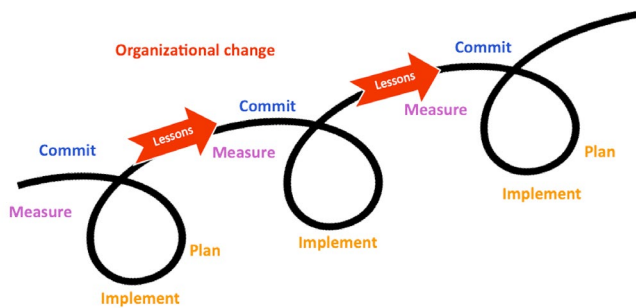 Organizational change
Commit
Lessons
Commit
Lessons
Commit
Measure
Measure
Measure
Plan
Plan
Implement
Implement
Implement